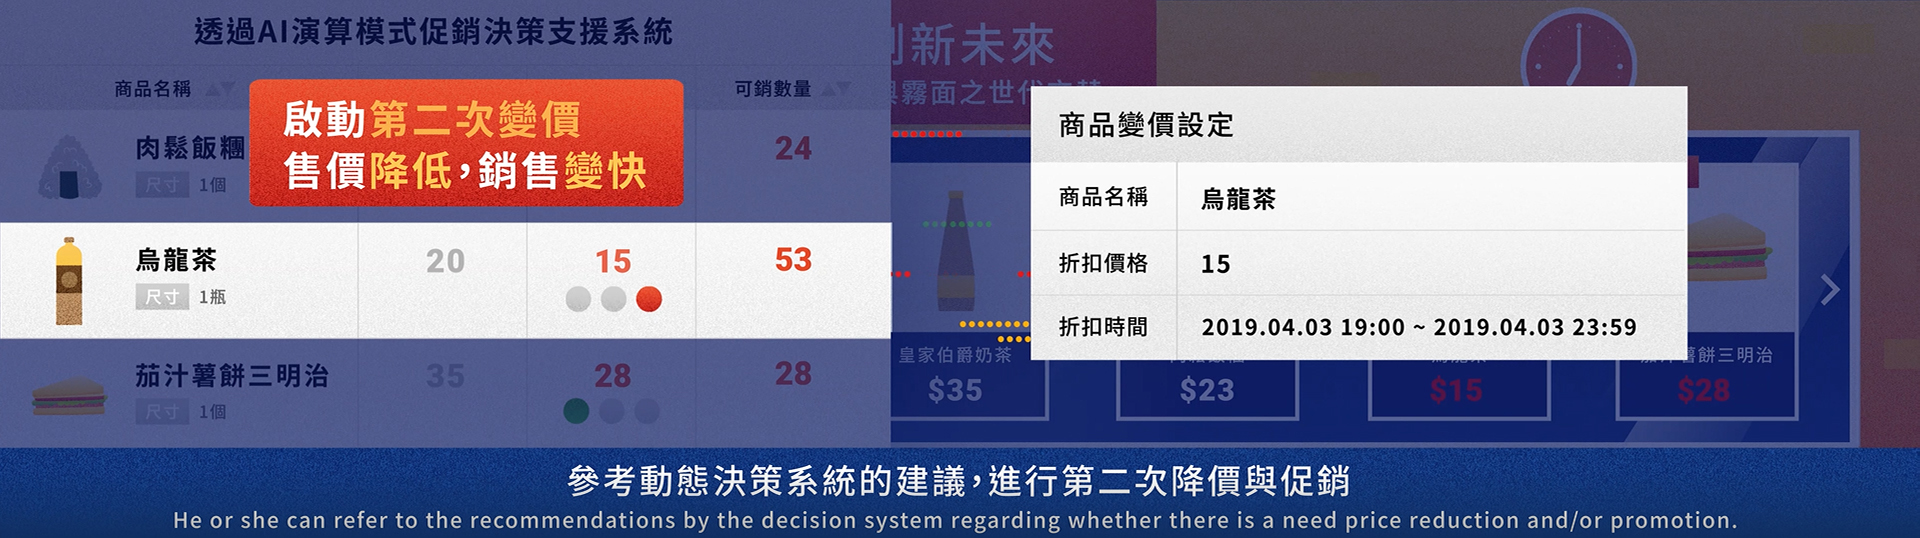 透過AI演算模式促銷決策支援系統
商品名稱
可銷數量
啟動第二次變價
售價降低,銷售變快
肉鬆飯糰
尺寸 1個
24
烏龍茶
尺寸 1瓶
20
15
53
茄汁薯餅三明治
尺寸 1個
35
28
28
創新未來
霧面之世代
商品變價設定
商品名稱 烏龍茶
折扣價格 15
折扣時間 2019.04.03 19:00 ~ 2019.04.03 23:59
皇家伯爵奶茶
$35
$23
$15
薯餅三明治
$28
參考動態決策系統的建議,進行第二次降價與促銷
He or she can refer to the recommendations by the decision system regarding whether there is a need price reduction and/or promotion.